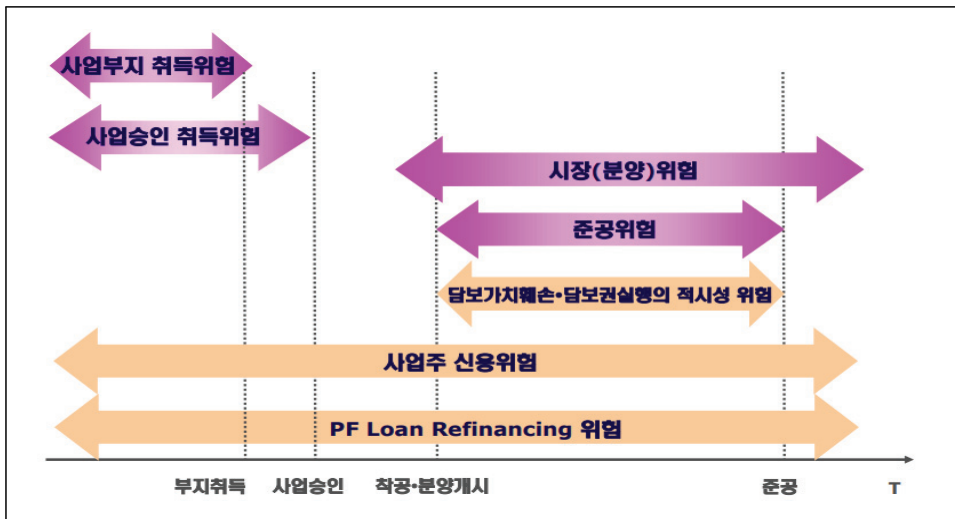 사업부지 취득위험
사업승인 취득위험
시장(분양)위험
준공위험
담보가치훼손•담보권실행의 적시성 위험
사업주 신용위험
PF Loan Refinancing 위험
부지취득 사업승인 착공•분양개시 준공 T